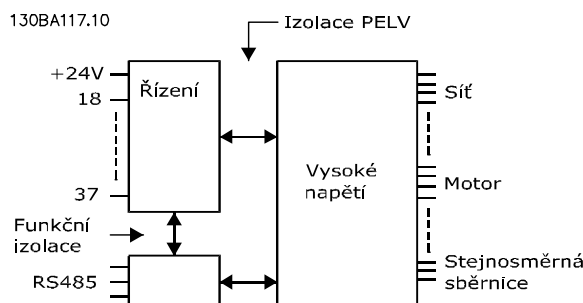 130BA117.10
Izolace PELV
+24V
18
Řízení
37
Vysoké
napětí
Síť
Motor
Funkční
izolace
RS485
Stejnosměrná
sběrnice